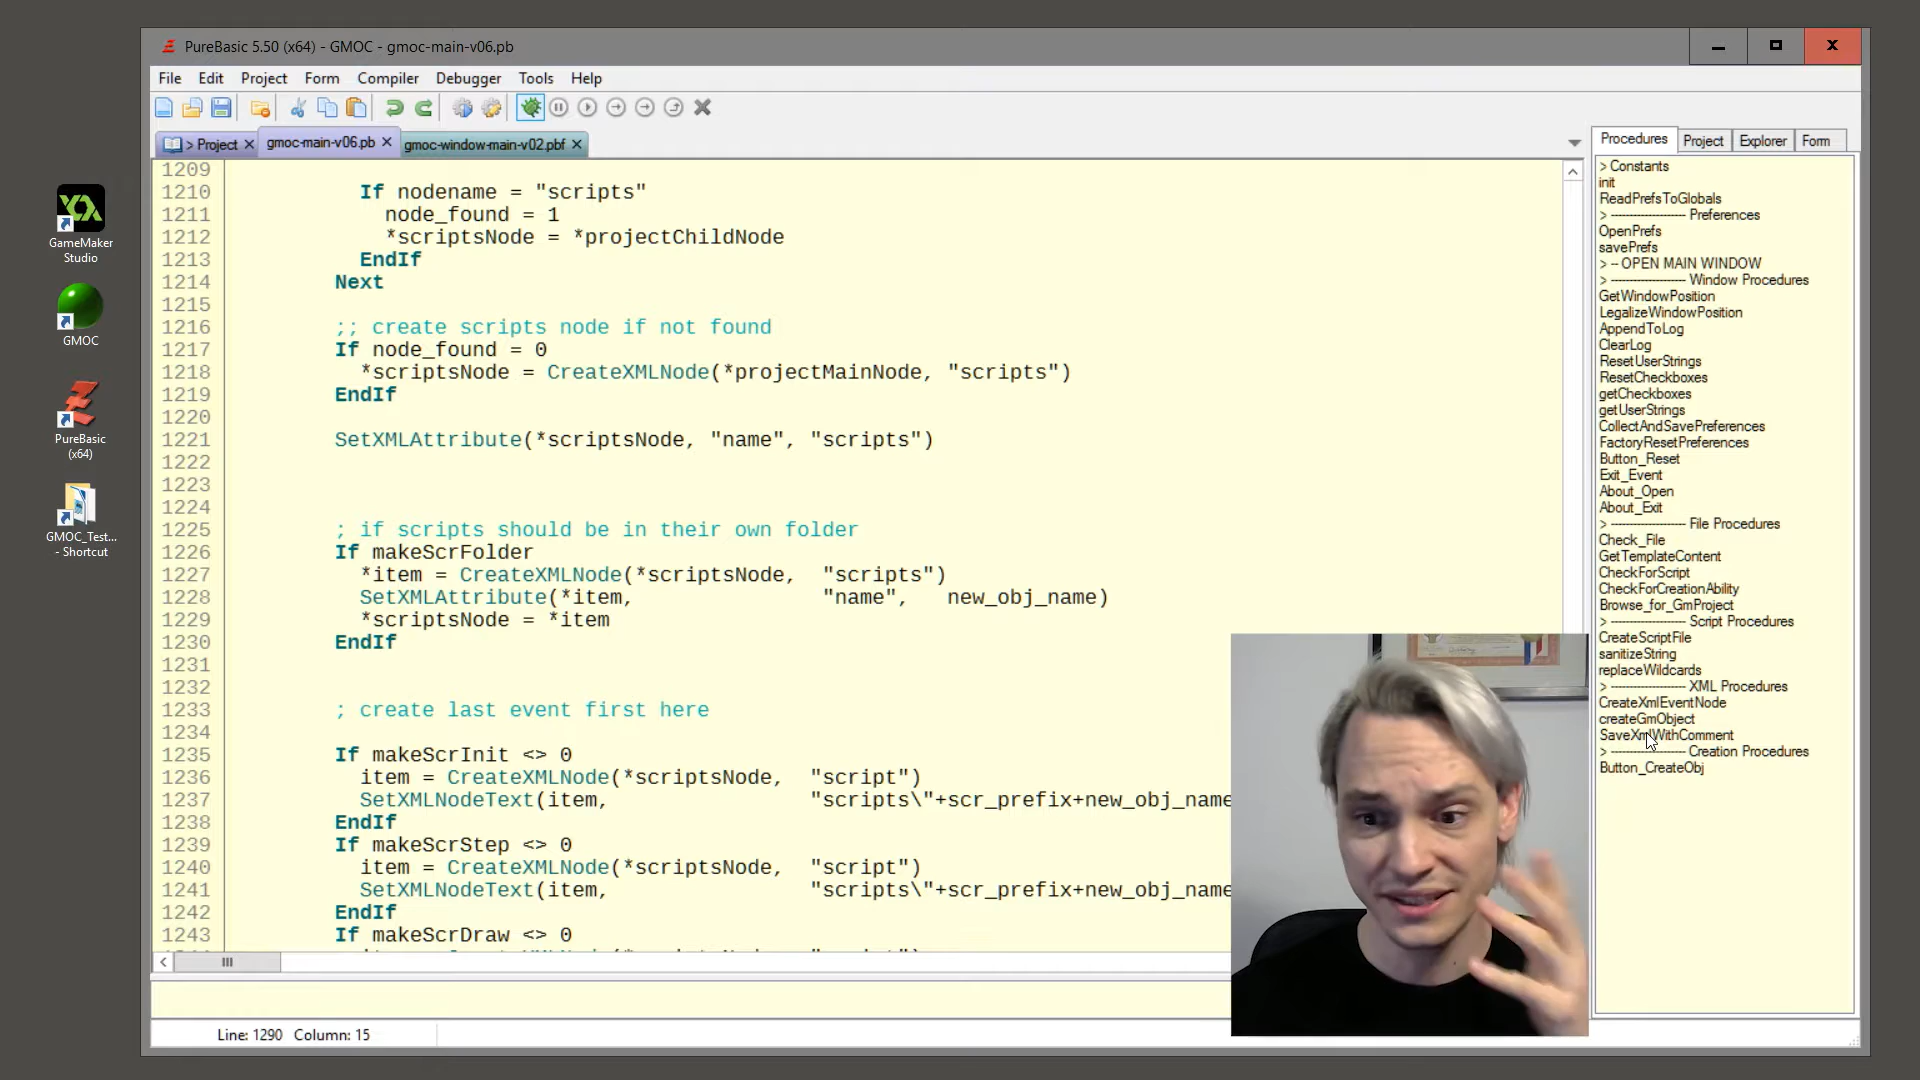 PureBasic 5.50 (x64) - GMOC - gmoc-main-v06.pb
File Edit Project Form Compiler Debugger Tools Help
> Project gmoc-main-v06.pb gmoc-window-main-v02.pbf
Procedures Project Explorer Form
GameMaker
Studio
GMOC
PureBasic
(x64)
GMOC_Test...
- Shortcut
1209
1210 If nodename = "scripts"
1211 node_found = 1
1212 *scriptsNode = *projectChildNode
1213 EndIf
1214 Next
1215
1216 ;; create scripts node if not found
1217 If node_found = 0
1218 *scriptsNode = CreateXMLNode(*projectMainNode, "scripts")
1219 EndIf
1220
1221 SetXMLAttribute(*scriptsNode, "name", "scripts")
1222
1223
1224
1225 ; if scripts should be in their own folder
1226 If makeScrFolder
1227 *item = CreateXMLNode(*scriptsNode, "scripts")
1228 SetXMLAttribute(*item, "name", new_obj_name)
1229 *scriptsNode = *item
1230 EndIf
1231
1232
1233 ; create last event first here
1234
1235 If makeScrInit <> 0
1236 item = CreateXMLNode(*scriptsNode, "script")
1237 SetXMLNodeText(item, "scripts\"+scr_prefix+new_obj_name
1238 EndIf
1239 If makeScrStep <> 0
1240 item = CreateXMLNode(*scriptsNode, "script")
1241 SetXMLNodeText(item, "scripts\"+scr_prefix+new_obj_name
1242 EndIf
1243 If makeScrDraw <> 0
> Constants
init
ReadPrefsToGlobals
> -------------------- Preferences
OpenPrefs
savePrefs
> -- OPEN MAIN WINDOW
> -------------------- Window Procedures
GetWindowPosition
LegalizeWindowPosition
AppendToLog
ClearLog
ResetUserStrings
ResetCheckboxes
getCheckboxes
getUserStrings
CollectAndSavePreferences
FactoryResetPreferences
Button_Reset
Exit_Event
About_Open
About_Exit
> -------------------- File Procedures
Check_File
GetTemplateContent
CheckForScript
CheckForCreationAbility
Browse_for_GmProject
> -------------------- Script Procedures
CreateScriptFile
sanitizeString
replaceWildcards
> -------------------- XML Procedures
CreateXmlEventNode
createGmObject
SaveXmlWithComment
> -------------------- Creation Procedures
Button_CreateObj
Line: 1290 Column: 15